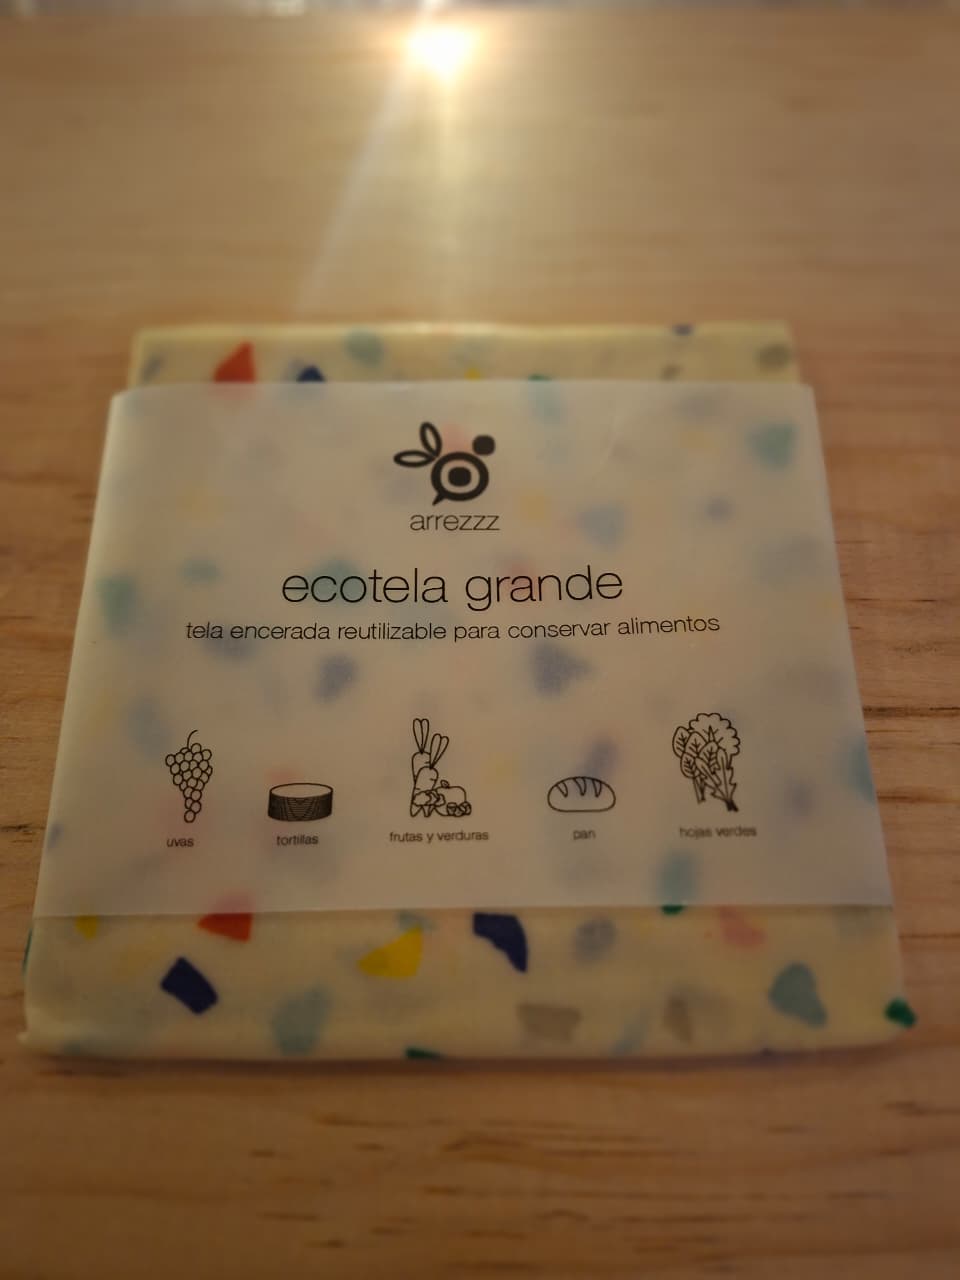 arrezzz
ecotela grande
tela encerada reutilizable para conservar alimentos
uvas
tortillas
frutas y verduras
pan
hojas verdes